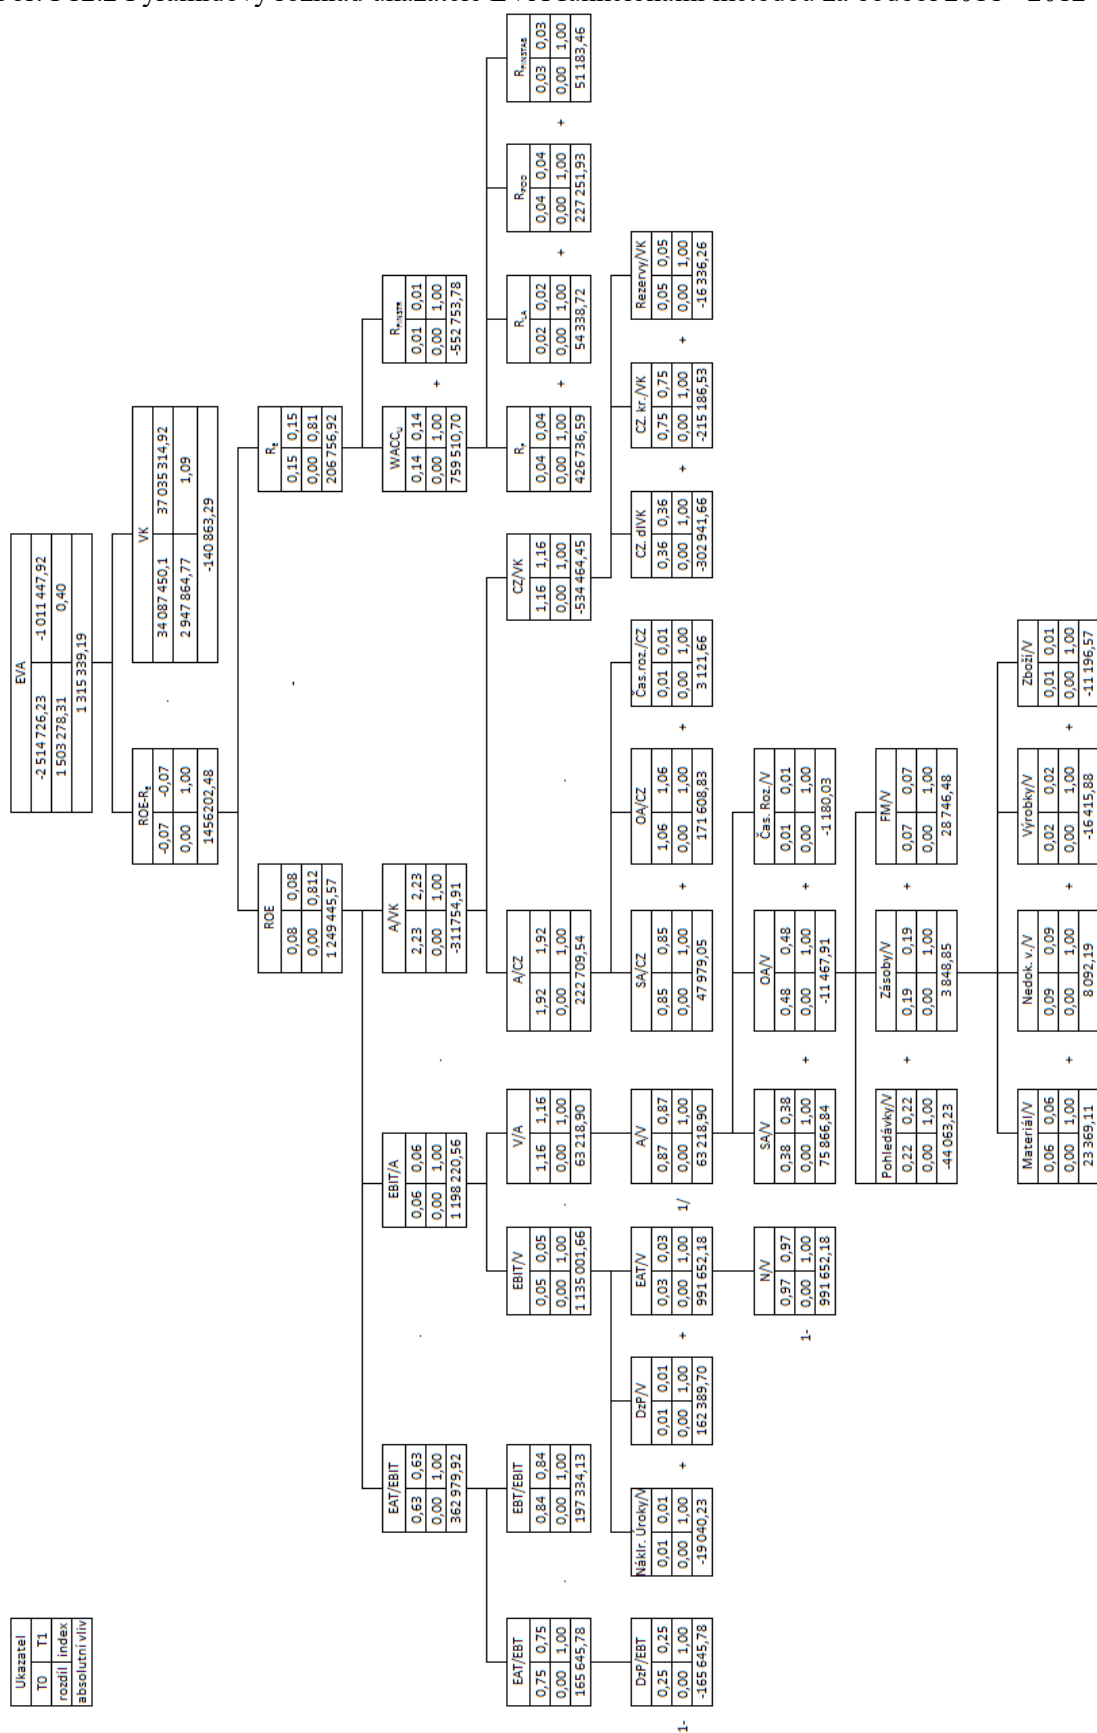 12.2 Pyramidový rozklad ukazatele EVA funkcionální metodou za období 2011 - 2012
Ukazatel
T0 T1
rozdíl index
absolutní vliv
EVA
-2 514 726,23 -1 011 447,92
1 503 278,31 0,40
1 315 339,19
ROE-RE
-0,07 -0,07
0,00 1,00
1456202,48
.
VK
34 087 450,1 37 035 314,92
2 947 864,77 1,09
-140 863,29
ROE
0,08 0,08
0,00 0,812
1 249 445,57
-
RE
0,15 0,15
0,00 0,81
206 756,92
EAT/EBIT
0,63 0,63
0,00 1,00
362 979,92
.
EBIT/A
0,06 0,06
0,00 1,00
1 198 220,56
.
A/VK
2,23 2,23
0,00 1,00
-311754,91
WACCU
0,14 0,14
0,00 1,00
759 510,70
+
RFINSTR
0,01 0,01
0,00 1,00
-552 753,78
EAT/EBT
0,75 0,75
0,00 1,00
165 645,78
.
EBT/EBIT
0,84 0,84
0,00 1,00
197 334,13
EBIT/V
0,05 0,05
0,00 1,00
1 135 001,66
.
V/A
1,16 1,16
0,00 1,00
63 218,90
A/CZ
1,92 1,92
0,00 1,00
222 709,54
.
CZ/VK
1,16 1,16
0,00 1,00
-534 464,45
RF
0,04 0,04
0,00 1,00
426 736,59
+
RLA
0,02 0,02
0,00 1,00
54 338,72
+
RPOD
0,04 0,04
0,00 1,00
227 251,93
+
RFINSTAB
0,03 0,03
0,00 1,00
51 183,46
1-
DzP/EBT
0,25 0,25
0,00 1,00
-165 645,78
Náklr. Úroky/V
0,01 0,01
0,00 1,00
-19 040,23
+
DzP/V
0,01 0,01
0,00 1,00
162 389,70
+
EAT/V
0,03 0,03
0,00 1,00
991 652,18
1/
A/V
0,87 0,87
0,00 1,00
63 218,90
SA/CZ
0,85 0,85
0,00 1,00
47 979,05
+
OA/CZ
1,06 1,06
0,00 1,00
171 608,83
+
Čas.roz./CZ
0,01 0,01
0,00 1,00
3 121,66
CZ. dlVK
0,36 0,36
0,00 1,00
-302 941,66
+
CZ. kr./VK
0,75 0,75
0,00 1,00
-215 186,53
+
Rezervy/VK
0,05 0,05
0,00 1,00
-16 336,26
1-
N/V
0,97 0,97
0,00 1,00
991 652,18
SA/V
0,38 0,38
0,00 1,00
75 866,84
+
OA/V
0,48 0,48
0,00 1,00
-11 467,91
+
Čas. Roz./V
0,01 0,01
0,00 1,00
-1 180,03
Pohledávky/V
0,22 0,22
0,00 1,00
-44 063,23
+
Zásoby/V
0,19 0,19
0,00 1,00
3 848,85
+
FM/V
0,07 0,07
0,00 1,00
28 746,48
Materiál/V
0,06 0,06
0,00 1,00
23 369,11
+
Nedok. v./V
0,09 0,09
0,00 1,00
8 092,19
+
Výrobky/V
0,02 0,02
0,00 1,00
-16 415,88
+
Zboží/V
0,01 0,01
0,00 1,00
-11 196,57